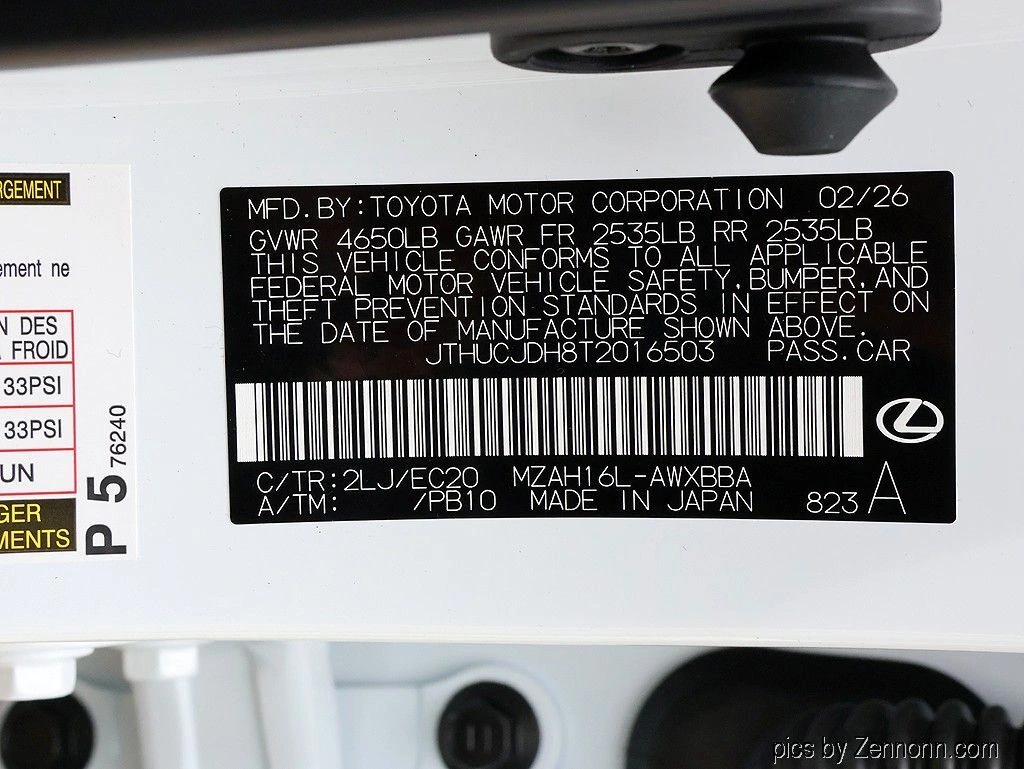 RGEMENT
ement ne
N DES
A FROID
33PSI
33PSI
UN
GER
MENTS
P 5 76240
MFD.BY:TOYOTA MOTOR CORPORATION 02/26
GVWR 4650LB GAWR FR 2535LB RR 2535LB
THIS VEHICLE CONFORMS TO ALL APPLICABLE
FEDERAL MOTOR VEHICLE SAFETY,BUMPER,AND
THEFT PREVENTION STANDARDS IN EFFECT ON
THE DATE OF MANUFACTURE SHOWN ABOVE.
JTHUCJDH8T2016503 PASS.CAR
C/TR:2LJ/EC20 MZAH16L-AWXBBA
A/TM: /PB10 MADE IN JAPAN 823 A
pics by Zennonn.com